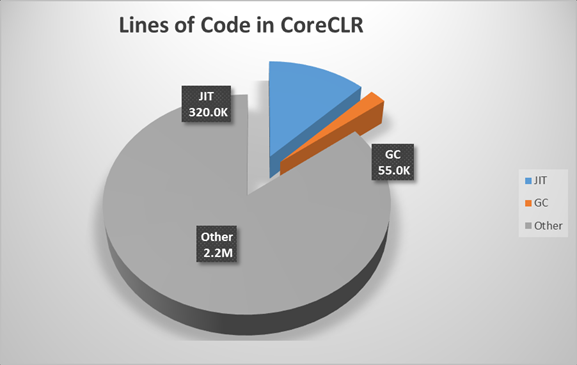 Lines of Code in CoreCLR
JIT
320.0K
GC
55.0K
Other
2.2M
JIT
GC
Other